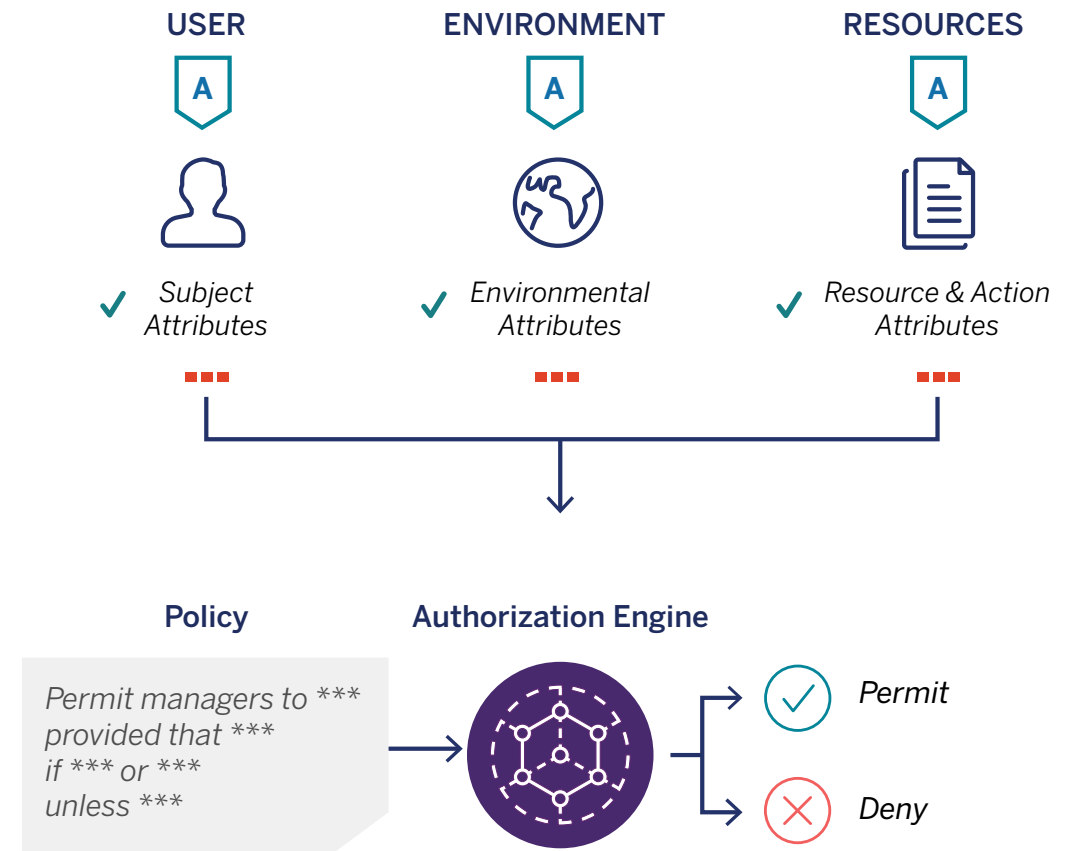 USER
ENVIRONMENT
RESOURCES
A
A
A
Subject
Attributes
Environmental
Attributes
Resource & Action
Attributes
Policy
Authorization Engine
Permit managers to ***
provided that ***
if *** or ***
unless ***
Permit
Deny